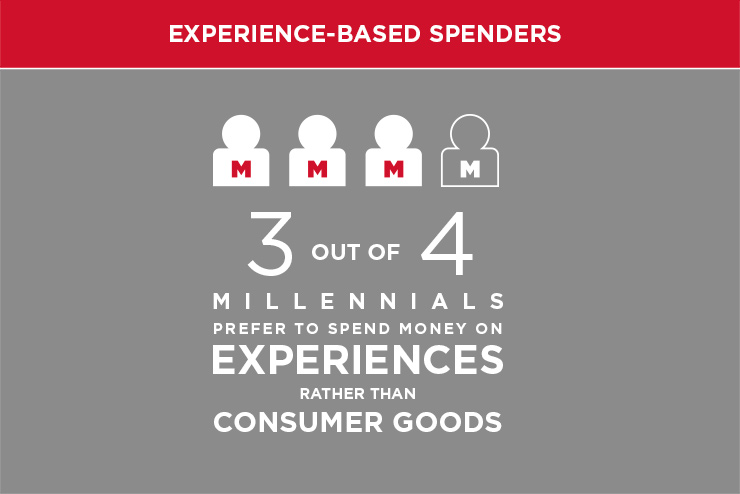 EXPERIENCE-BASED SPENDERS
M M M M
3 OUT OF 4
MILLENNIALS
PREFER TO SPEND MONEY ON
EXPERIENCES
RATHER THAN
CONSUMER GOODS